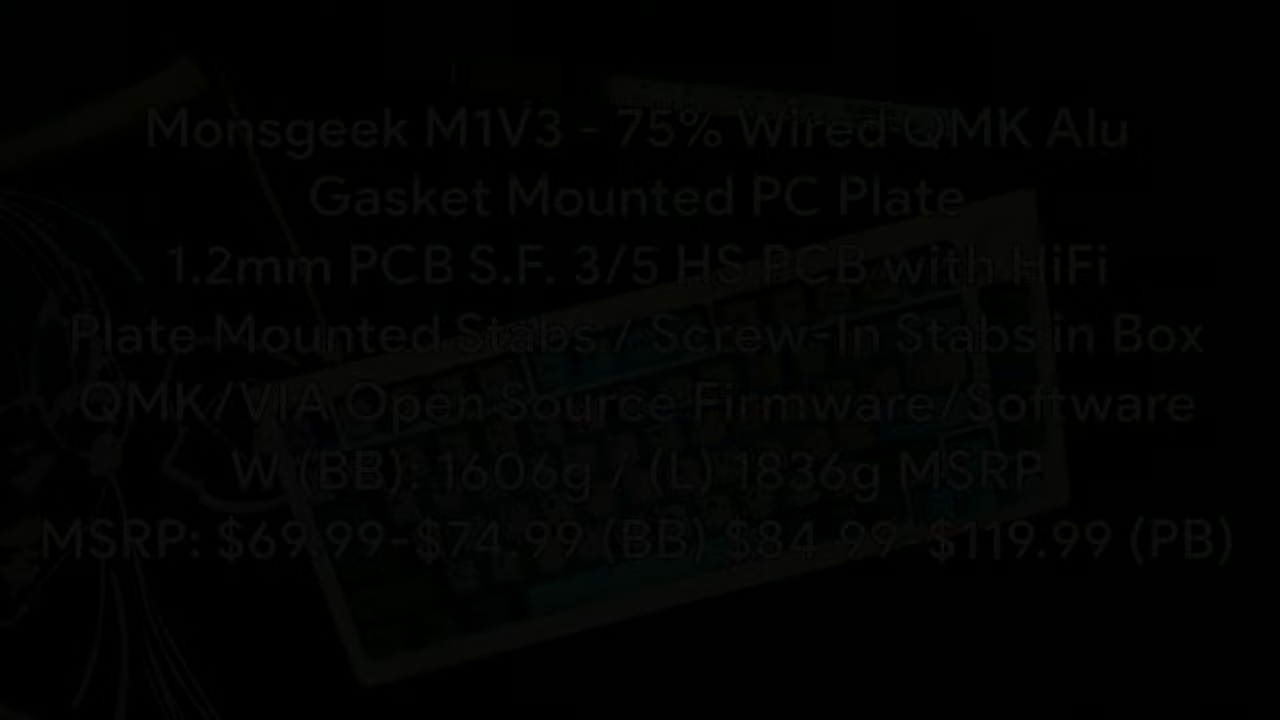 Monsgeek M1V3 - 75% Wired QMK Alu
Gasket Mounted PC Plate
1.2mm PCB S.F. 3/5 HS PCB with HiFi
Plate Mounted Stabs / Screw-In Stabs in Box
QMK/VIA Open Source Firmware/Software
W (BB): 1606g / (L) 1836g MSRP
MSRP: $69.99-$74.99 (BB) $84.99-$119.99 (PB)